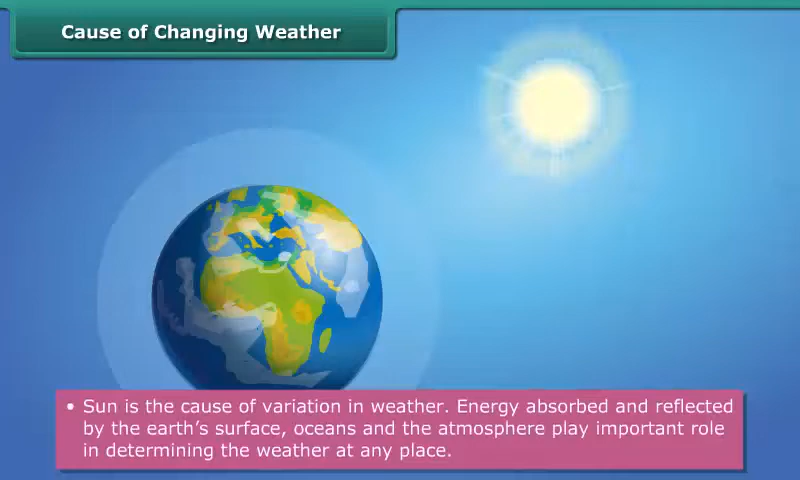 Cause of Changing Weather
• Sun is the cause of variation in weather. Energy absorbed and reflected
by the earth's surface, oceans and the atmosphere play important role
in determining the weather at any place.